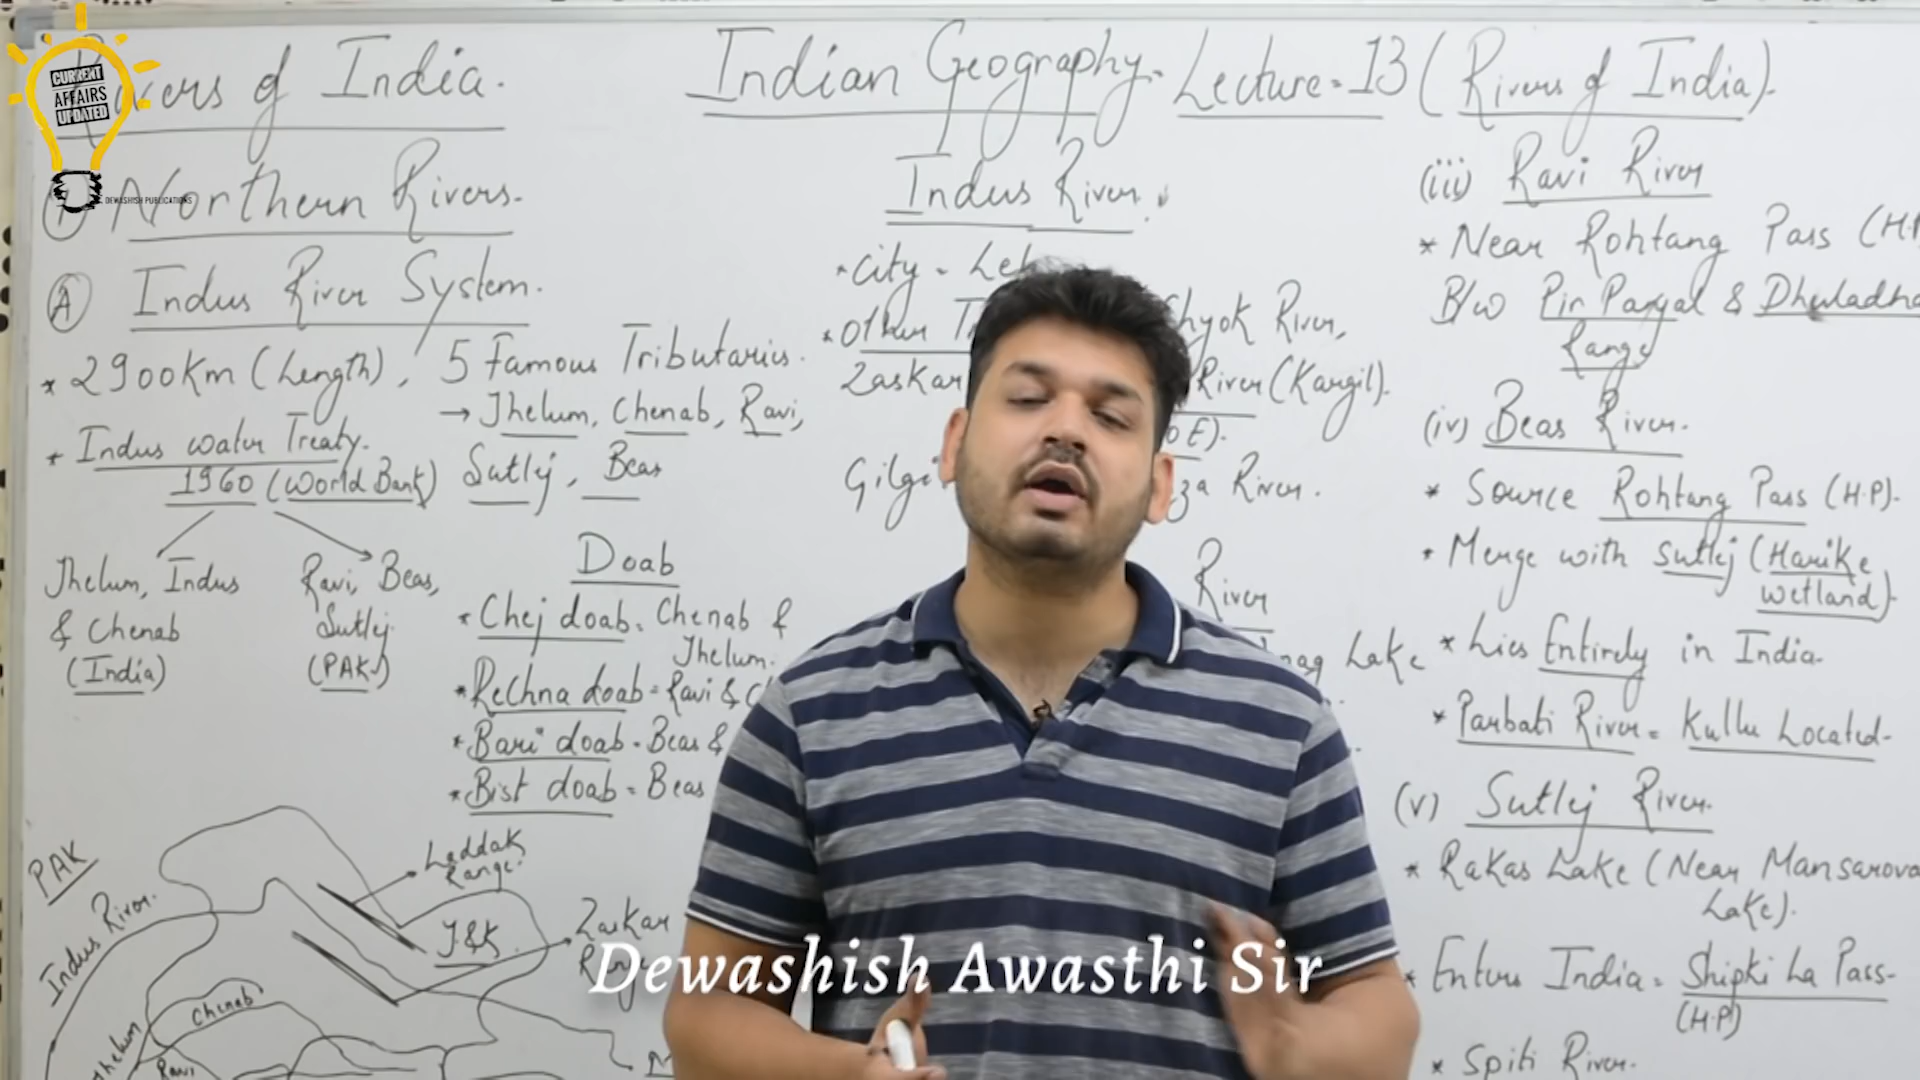 CURRENT
AFFAIRS
UPDATED
DEWASHISH PUBLICATIONS
Rivers of India.
Northern Rivers.
(A) Indus River System.
* 2900km (Length), 5 Famous Tributaries.
→ Jhelum, Chenab, Ravi,
Sutlej, Beas
* Indus water Treaty.
1960 (World Bank)
Jhelum, Indus
& Chenab
(India)
Ravi, Beas,
Sutlej
(PAK)
Doab
* Chej doab = Chenab &
Jhelum.
* Rechna doab = Ravi &
* Bari doab = Beas &
* Bist doab = Beas
PAK
Indus River.
Laddak
Range.
J&K
Zaskar
Chenab
Jhelum
Ravi
Indian Geography - Lecture - 13 (Rivers of India).
Indus River.
* City = Leh
* Other
Shyok River,
Zaskar
River (Kargil).
River.
River
Lake
(iii) Ravi River
* Near Rohtang Pass
B/w Pir Panjal &
Range
(iv) Beas River.
* Source Rohtang Pass (H.P).
* Merge with Sutlej (Harike
wetland).
* Lies Entirely in India.
* Parbati River = Kullu Located.
(v) Sutlej River.
* Rakas Lake (Near
Lake).
* Enters India = Shipki La Pass.
(H.P)
* Spiti River.
Dewashish Awasthi Sir